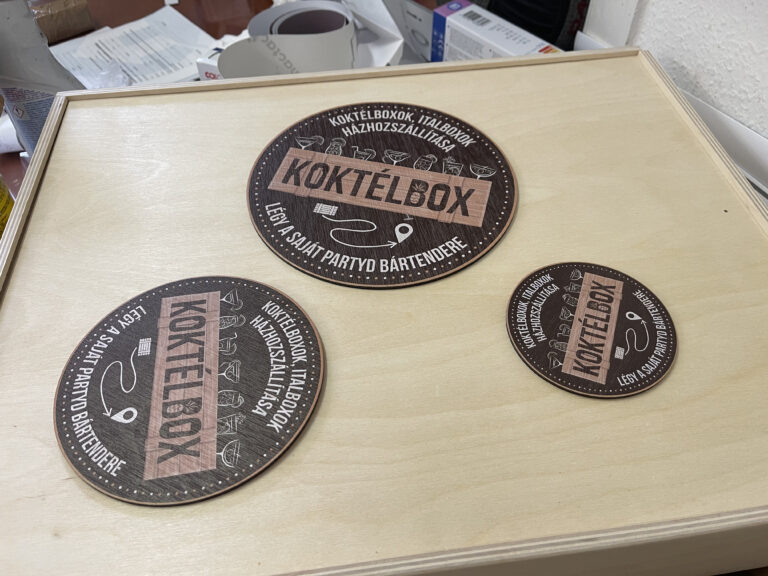 KOKTÉLBOXOK, ITALBOXOK
HÁZHOZSZÁLLÍTÁSA
KOKTÉLBOX
LÉGY A SAJÁT PARTYD BÁRTENDERE
KOKTÉLBOXOK, ITALBOXOK
HÁZHOZSZÁLLÍTÁSA
KOKTÉLBOX
LÉGY A SAJÁT PARTYD BÁRTENDERE
KOKTÉLBOXOK, ITALBOXOK
HÁZHOZSZÁLLÍTÁSA
KOKTÉLBOX
LÉGY A SAJÁT PARTYD BÁRTENDERE